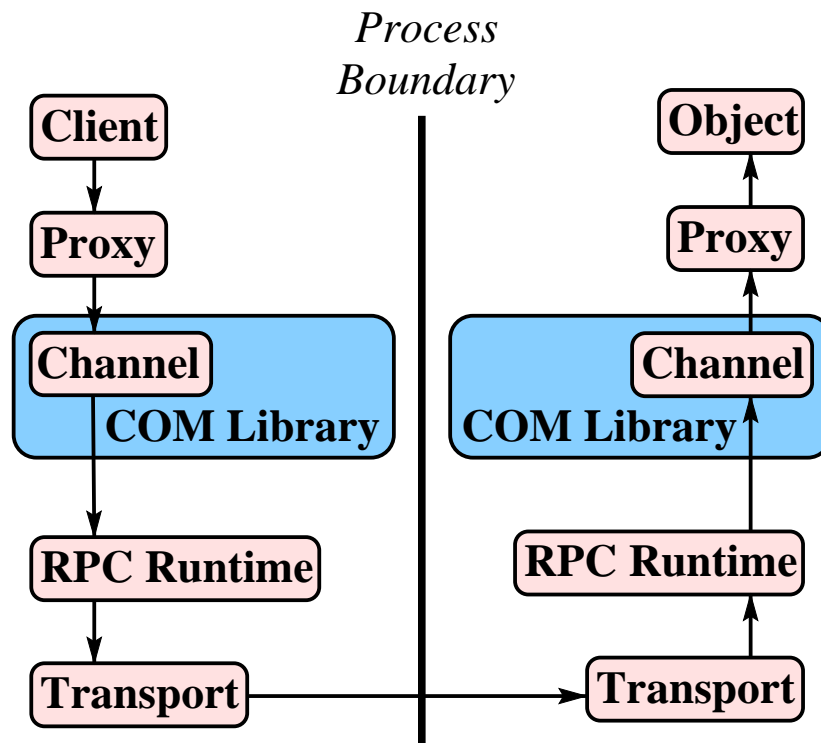 Process
Boundary
Client
Object
Proxy
Proxy
Channel
Channel
COM Library
COM Library
RPC Runtime
RPC Runtime
Transport
Transport